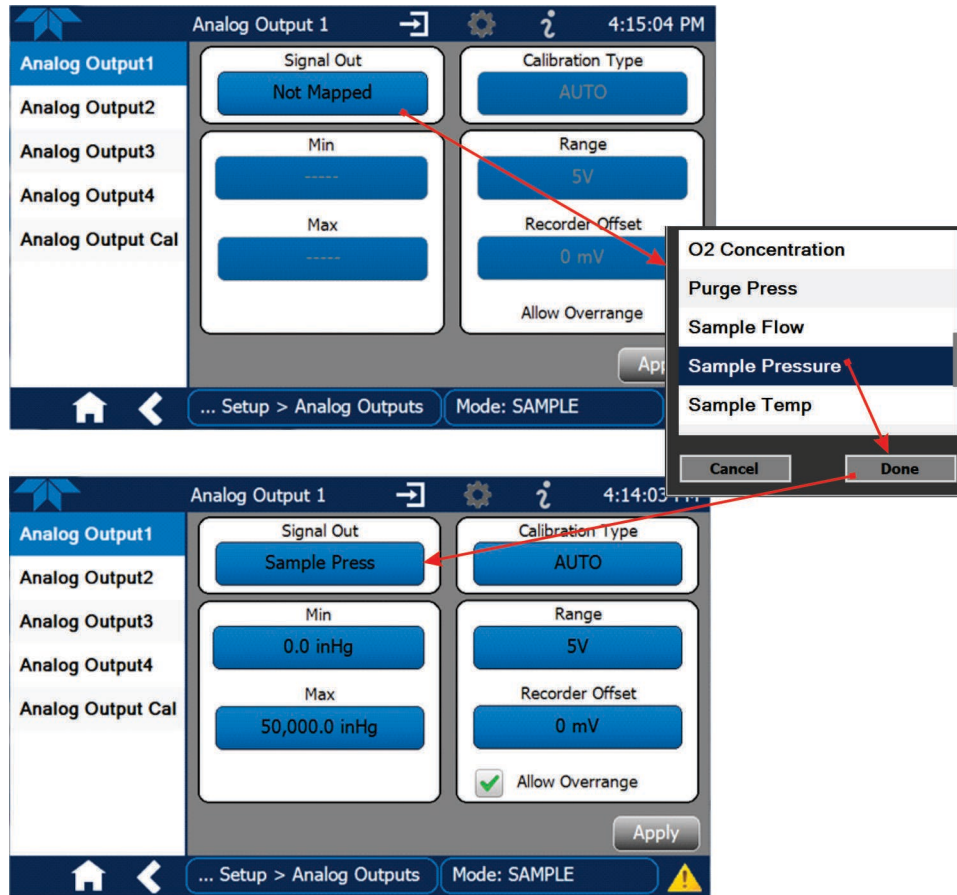 Analog Output 1
4:15:04 PM
Analog Output1
Analog Output2
Analog Output3
Analog Output4
Analog Output Cal
Signal Out
Not Mapped
Min
-----
Max
-----
Calibration Type
AUTO
Range
5V
Recorder Offset
0 mV
Allow Overrange
... Setup > Analog Outputs
Mode: SAMPLE
O2 Concentration
Purge Press
Sample Flow
Sample Pressure
Sample Temp
Cancel
Done
Analog Output 1
4:14:03
Analog Output1
Analog Output2
Analog Output3
Analog Output4
Analog Output Cal
Signal Out
Sample Press
Min
0.0 inHg
Max
50,000.0 inHg
Calibration Type
AUTO
Range
5V
Recorder Offset
0 mV
Allow Overrange
Apply
... Setup > Analog Outputs
Mode: SAMPLE